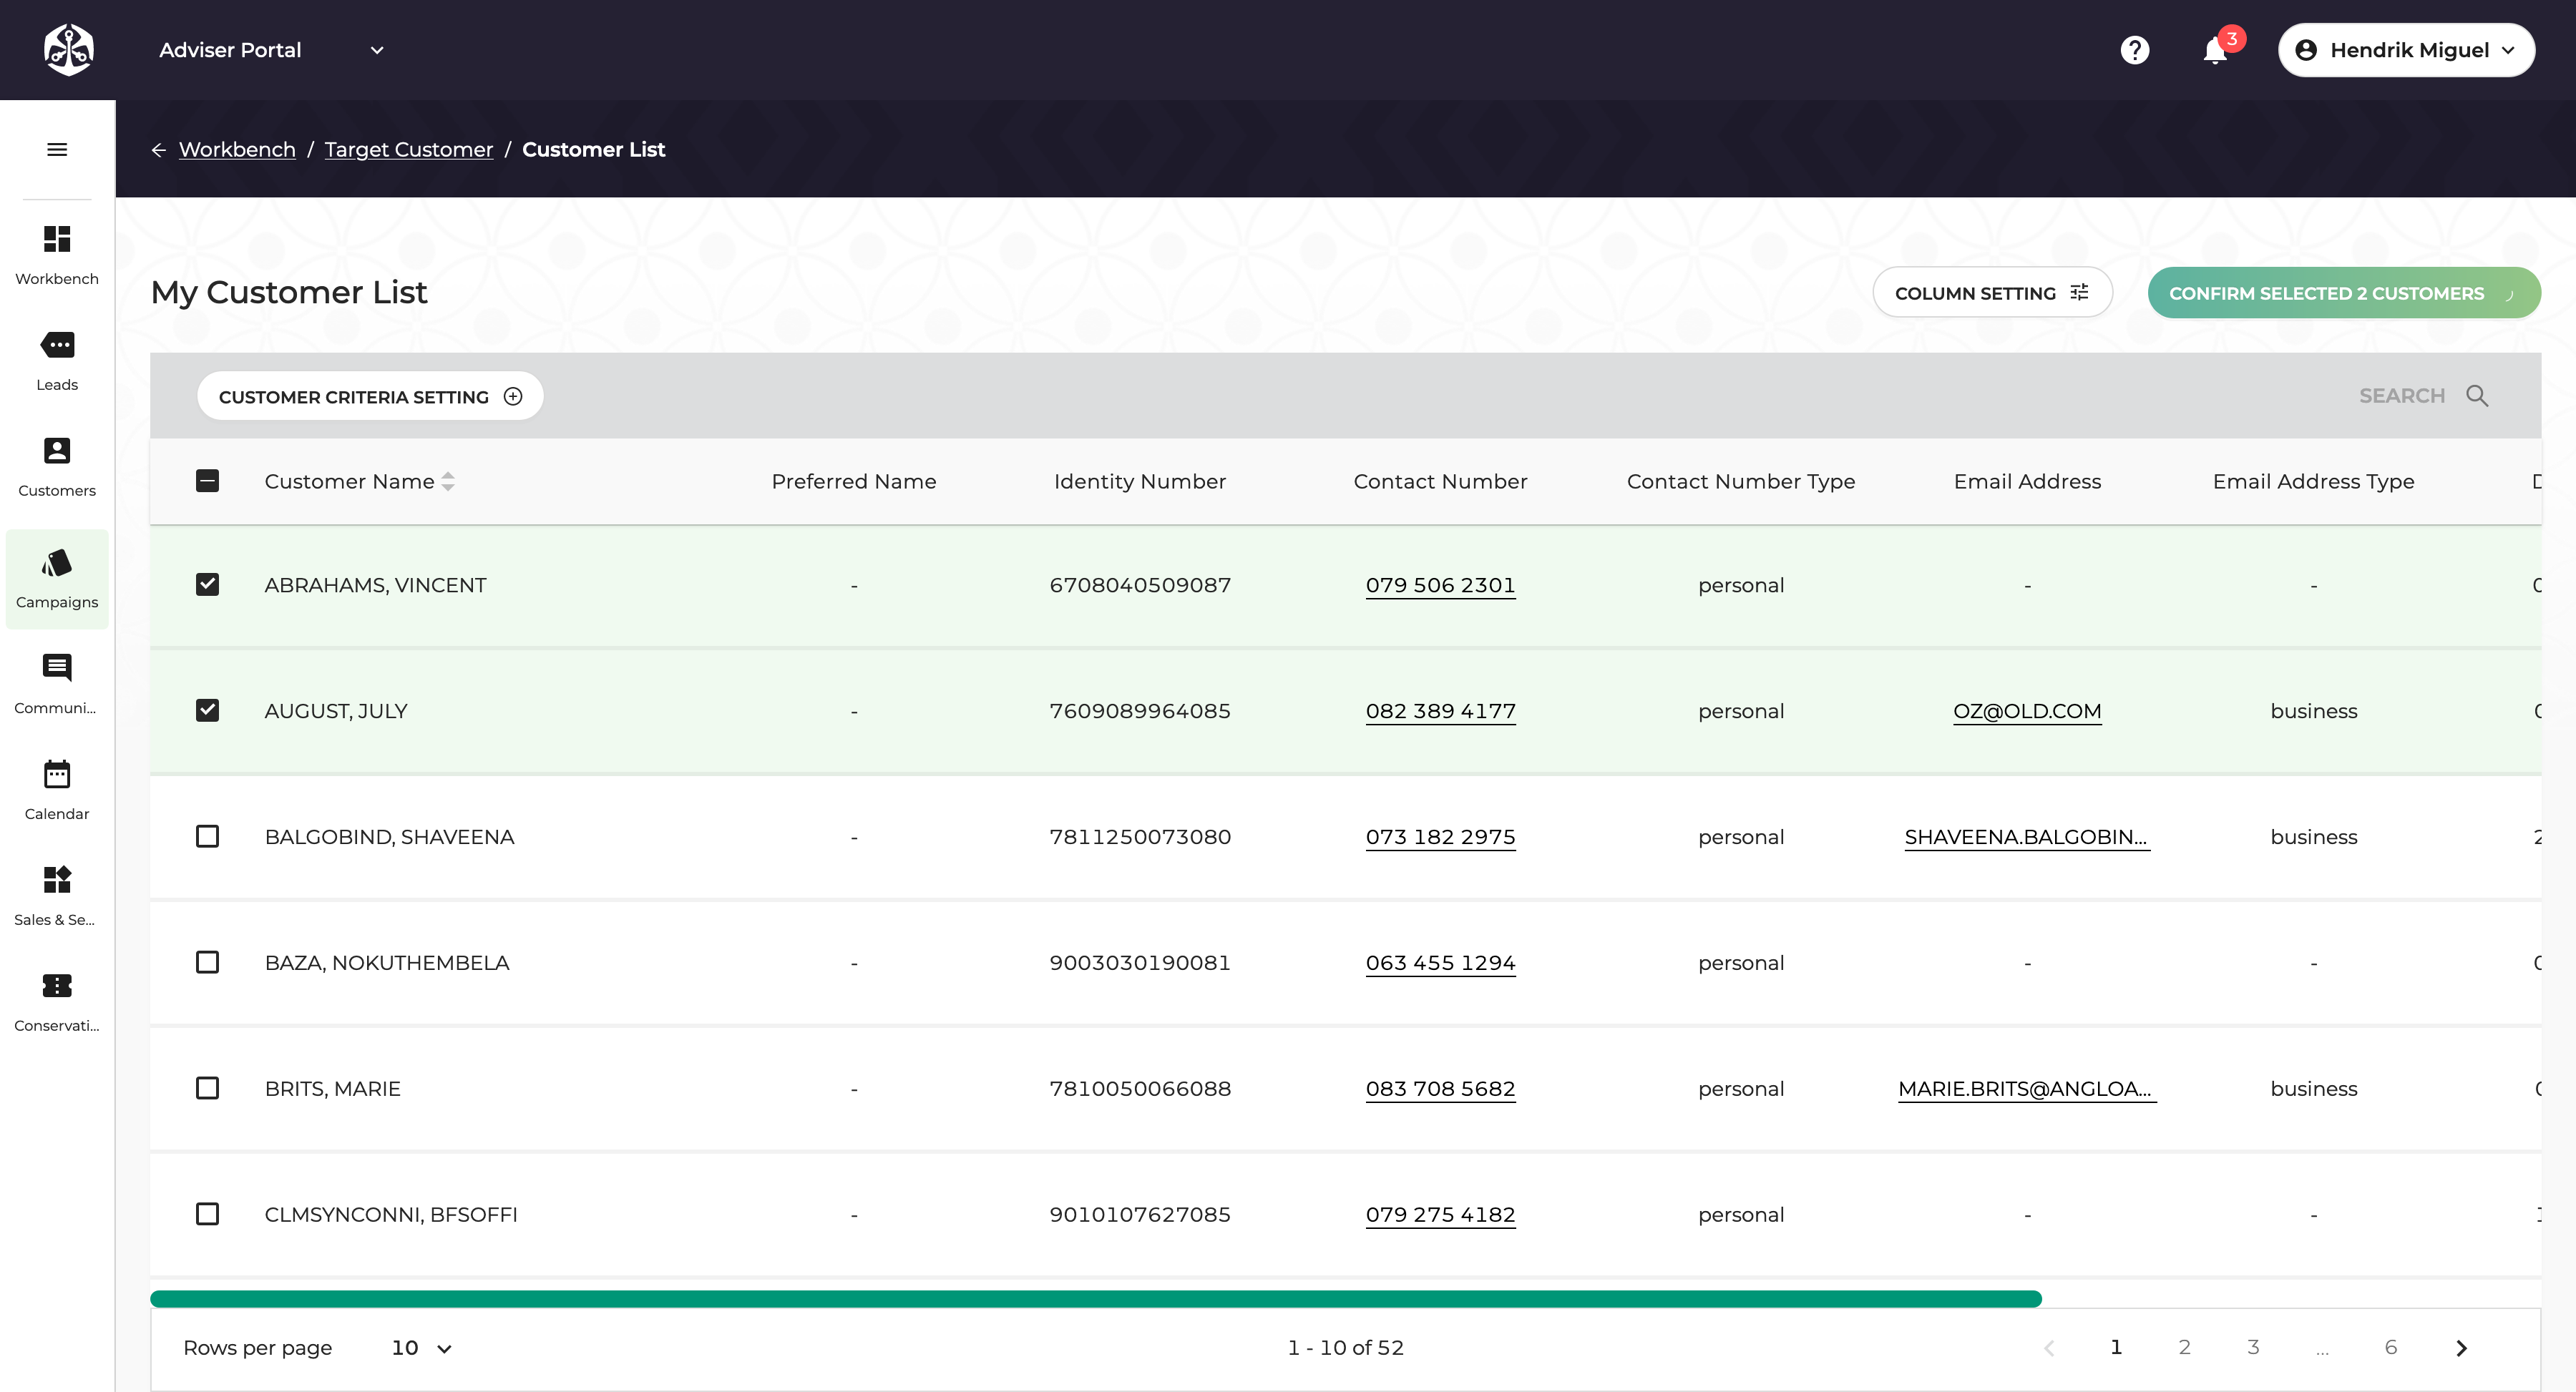 Adviser Portal
3
Hendrik Miguel
Workbench / Target Customer / Customer List
Workbench
Leads
Customers
Campaigns
Communi...
Calendar
Sales & Se...
Conservati...
My Customer List
COLUMN SETTING
CONFIRM SELECTED 2 CUSTOMERS
CUSTOMER CRITERIA SETTING
SEARCH
Customer Name Preferred Name Identity Number Contact Number Contact Number Type Email Address Email Address Type
ABRAHAMS, VINCENT - 6708040509087 079 506 2301 personal - -
AUGUST, JULY - 7609089964085 082 389 4177 personal OZ@OLD.COM business
BALGOBIND, SHAVEENA - 7811250073080 073 182 2975 personal SHAVEENA.BALGOBIN... business
BAZA, NOKUTHEMBELA - 9003030190081 063 455 1294 personal - -
BRITS, MARIE - 7810050066088 083 708 5682 personal MARIE.BRITS@ANGLOA... business
CLMSYNCONNI, BFSOFFI - 9010107627085 079 275 4182 personal - -
Rows per page 10
1 - 10 of 52
1 2 3 ... 6